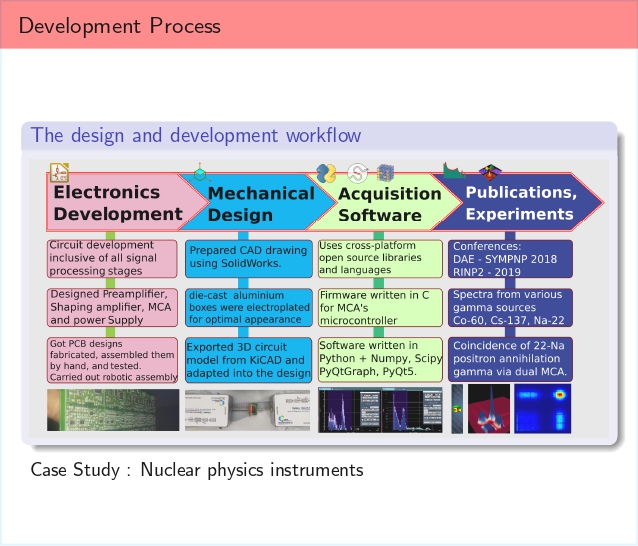 Development Process
The design and development workflow
Electronics
Development
Mechanical
Design
Acquisition
Software
Publications,
Experiments
Circuit development
inclusive of all signal
processing stages
Prepared CAD drawing
using SolidWorks.
Uses cross-platform
open source libraries
and languages
Conferences:
DAE - SYMPNP 2018
RINP2 - 2019
Designed Preamplifier,
Shaping amplifier, MCA
and power Supply
die-cast aluminium
boxes were electroplated
for optimal appearance
Firmware written in C
for MCA's
microcontroller
Spectra from various
gamma sources
Co-60, Cs-137, Na-22
Got PCB designs
fabricated, assembled them
by hand, and tested.
Carried out robotic assembly
Exported 3D circuit
model from KiCAD and
adapted into the design
Software written in
Python + Numpy, Scipy
PyQtGraph, PyQt5.
Coincidence of 22-Na
positron annihilation
gamma via dual MCA.
Case Study : Nuclear physics instruments